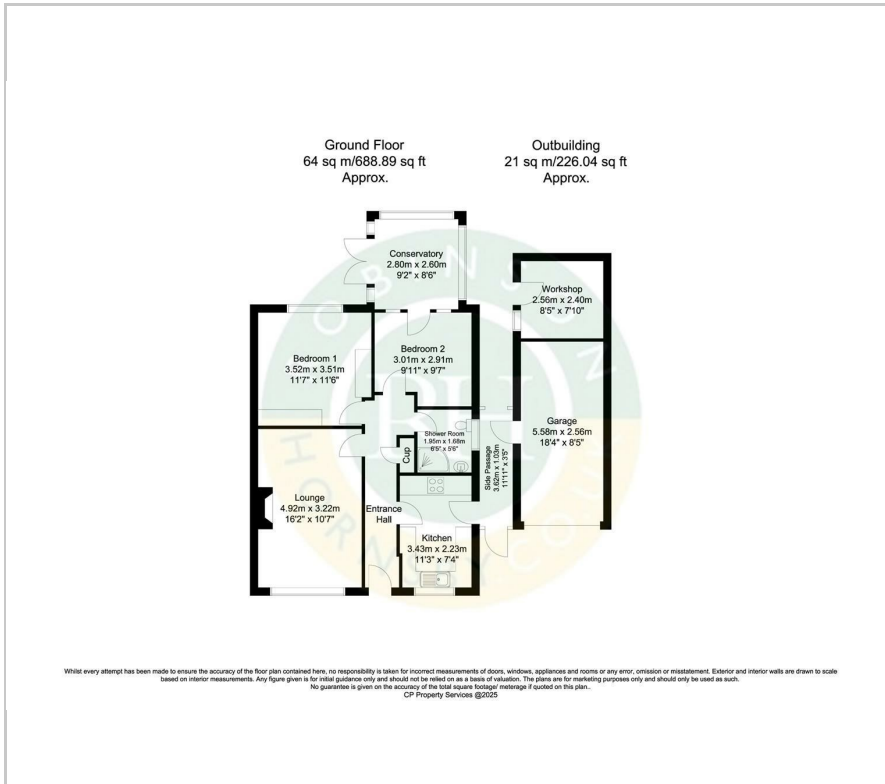 Ground Floor
64 sq m/688.89 sq ft
Approx.
Outbuilding
21 sq m/226.04 sq ft
Approx.
Conservatory
2.80m x 2.60m
9'2" x 8'6"
Workshop
2.56m x 2.40m
8'5" x 7'10"
Bedroom 1
3.52m x 3.51m
11'7" x 11'6"
Bedroom 2
3.01m x 2.91m
9'11" x 9'7"
Garage
5.58m x 2.56m
18'4" x 8'5"
Shower Room
1.95m x 1.68m
6'5" x 5'6"
Cup
Side Passage
3.62m x 1.03m
11'11" x 3'5"
Lounge
4.92m x 3.22m
16'2" x 10'7"
Entrance
Hall
Kitchen
3.43m x 2.23m
11'3" x 7'4"
Whilst every attempt has been made to ensure the accuracy of the floor plan contained here, no responsibility is taken for incorrect measurements of doors, windows, appliances and rooms or any error, omission or misstatement. Exterior and interior walls are drawn to scale
based on interior measurements. Any figure given is for initial guidance only and should not be relied on as a basis of valuation. The plans are for marketing purposes only and should only be used as such.
No guarantee is given on the accuracy of the total square footage/ meterage if quoted on this plan..
CP Property Services @2025